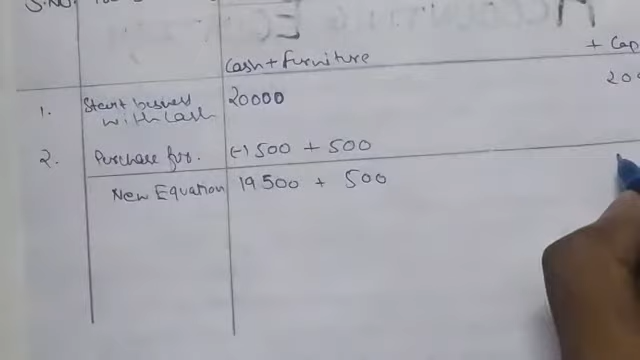 S.NO.
Cash + furniture + Cap
1. Start business 20000 20
with Cash
2. Purchase fur. (-) 500 + 500
New Equation 19500 + 500